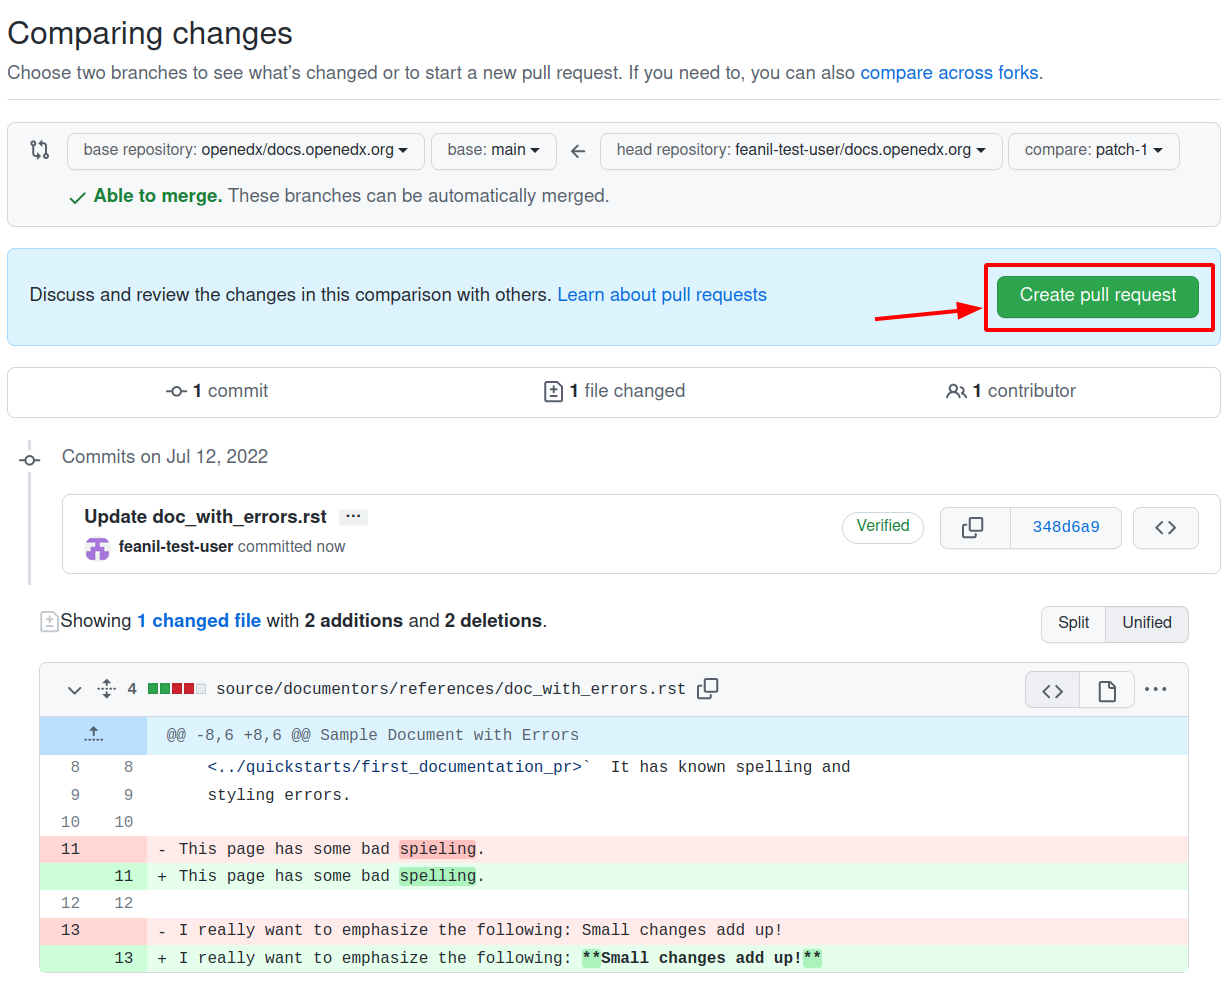 Comparing changes
Choose two branches to see what's changed or to start a new pull request. If you need to, you can also compare across forks.
base repository: openedx/docs.openedx.org base: main head repository: feanil-test-user/docs.openedx.org compare: patch-1
Able to merge. These branches can be automatically merged.
Discuss and review the changes in this comparison with others. Learn about pull requests Create pull request
1 commit 1 file changed 1 contributor
Commits on Jul 12, 2022
Update doc_with_errors.rst ...
feanil-test-user committed now
Verified 348d6a9 <>
Showing 1 changed file with 2 additions and 2 deletions.
Split Unified
4 source/documentors/references/doc_with_errors.rst <> ...
@@ -8,6 +8,6 @@ Sample Document with Errors
8 8 <../quickstarts/first_documentation_pr>` It has known spelling and
9 9 styling errors.
10 10
11 - This page has some bad spieling.
11 + This page has some bad spelling.
12 12
13 - I really want to emphasize the following: Small changes add up!
13 + I really want to emphasize the following: **Small changes add up!**